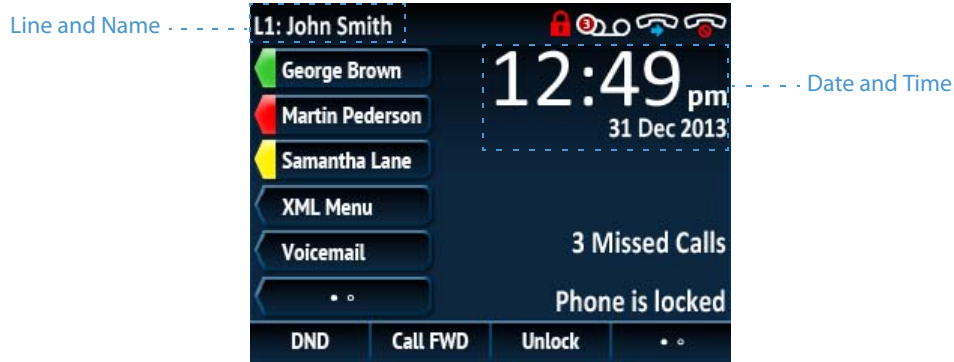 Line and Name
L1: John Smith
3
George Brown
Martin Pederson
Samantha Lane
XML Menu
Voicemail
12:49 pm
31 Dec 2013
Date and Time
3 Missed Calls
Phone is locked
DND Call FWD Unlock